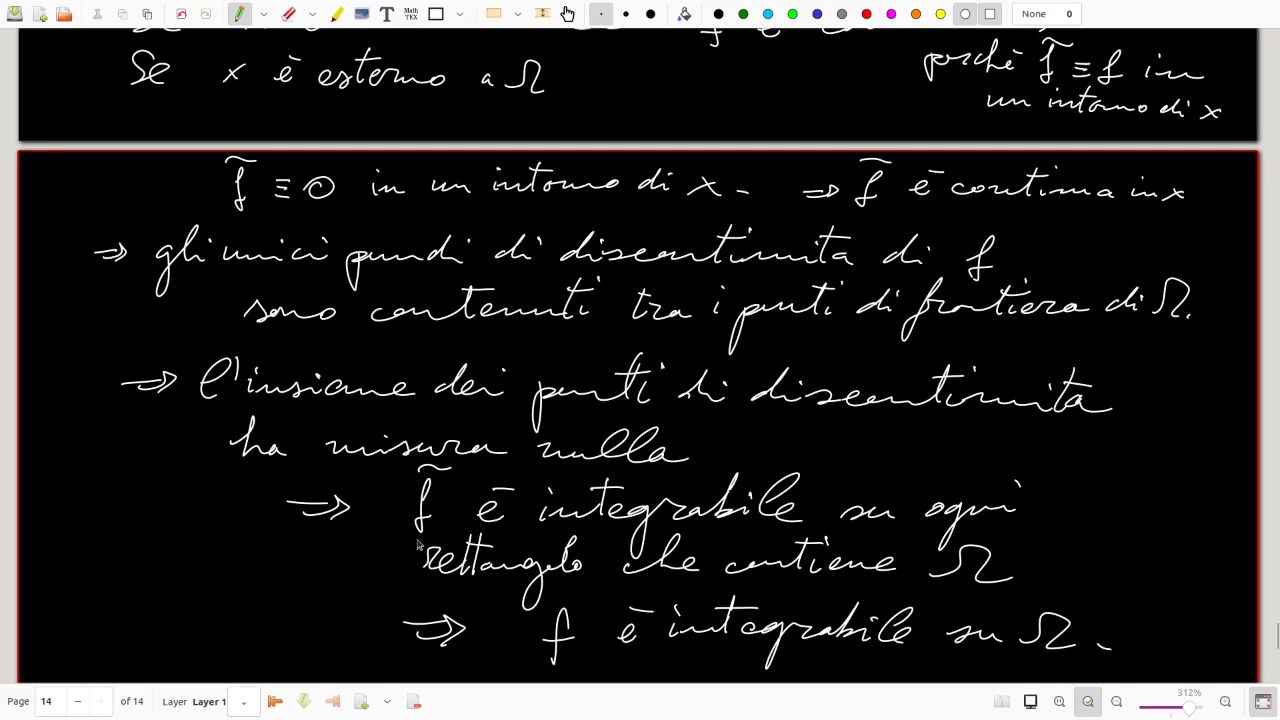 None 0
Se x è esterno a Ω
perché f̃ ≡ f in
un intorno di x
f̃ ≡ 0 in un intorno di x - ⇒ f̃ è continua in x
⇒ gli unici punti di discontinuità di f
sono contenuti tra i punti di frontiera di Ω.
⇒ l'insieme dei punti di discontinuità
ha misura nulla
⇒ f̃ è integrabile su ogni
rettangolo che contiene Ω
⇒ f è integrabile su Ω.
Page 14 of 14 Layer Layer 1 312%